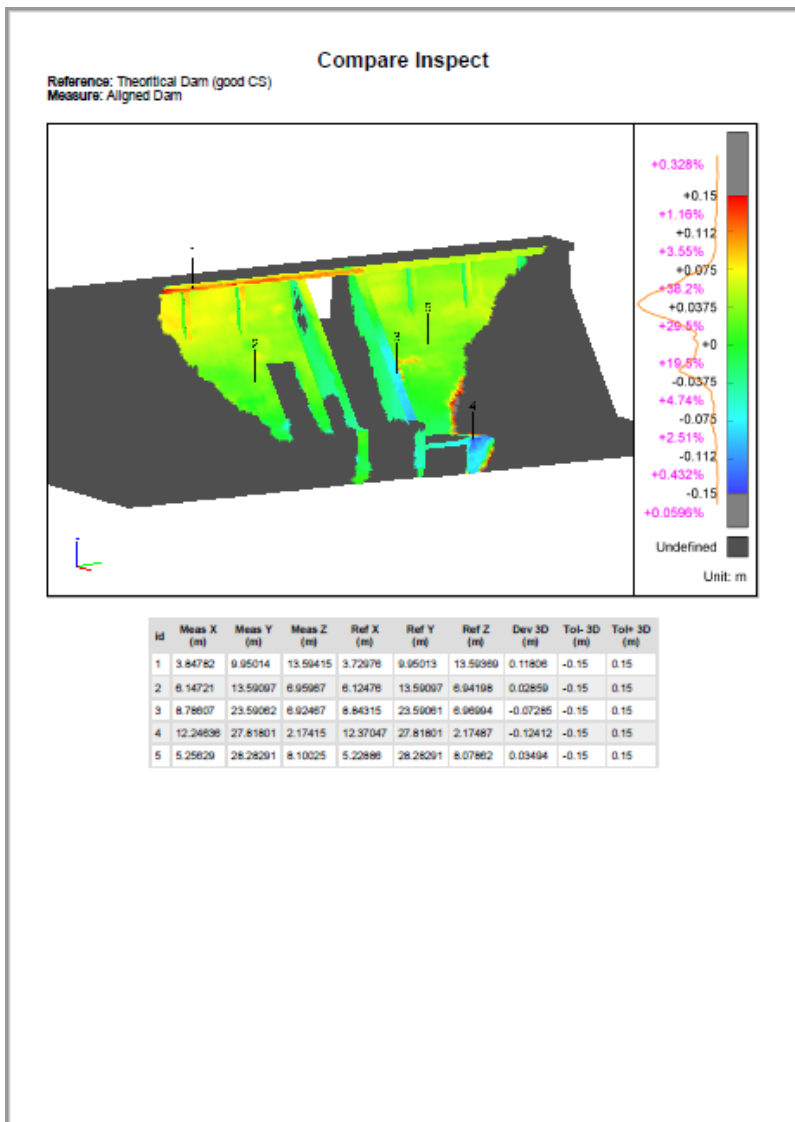 Compare Inspect
Reference: Theoritical Dam (good CS)
Measure: Aligned Dam
+0.328%
+0.15
+1.16%
+0.112
+3.55%
+0.075
+38.2%
+0.0375
+29.5%
+0
+19.5%
-0.0375
+4.74%
-0.075
+2.51%
-0.112
+0.432%
-0.15
+0.0596%
Undefined
Unit: m
1
2
3
5
4
id Meas X (m) Meas Y (m) Meas Z (m) Ref X (m) Ref Y (m) Ref Z (m) Dev 3D (m) Tol- 3D (m) Tol+ 3D (m)
1 3.84782 9.95014 13.59415 3.72976 9.95013 13.59369 0.11806 -0.15 0.15
2 6.14721 13.59097 6.95967 6.12476 13.59097 6.94198 0.02859 -0.15 0.15
3 8.78607 23.59062 6.92467 8.84315 23.59061 6.96994 -0.07285 -0.15 0.15
4 12.24636 27.81801 2.17415 12.37047 27.81801 2.17487 -0.12412 -0.15 0.15
5 5.25629 28.28291 8.10025 5.22886 28.28291 8.07862 0.03494 -0.15 0.15